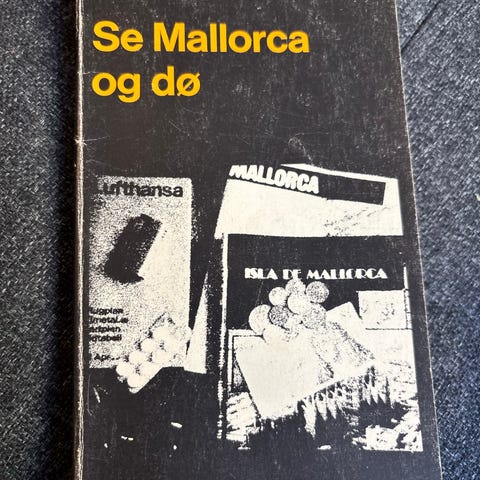 Se Mallorca
og dø
Lufthansa
MALLORCA
ISLA DE MALLORCA